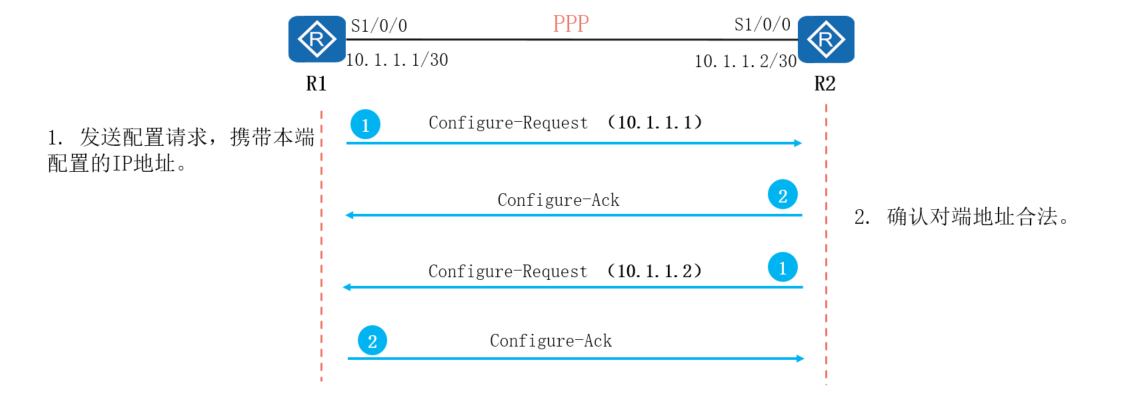 R
S1/0/0
PPP
S1/0/0
R
10.1.1.1/30
10.1.1.2/30
R1
R2
1. 发送配置请求，携带本端
配置的IP地址。
1
Configure-Request （10.1.1.1）
Configure-Ack
2
2. 确认对端地址合法。
Configure-Request （10.1.1.2）
1
2
Configure-Ack